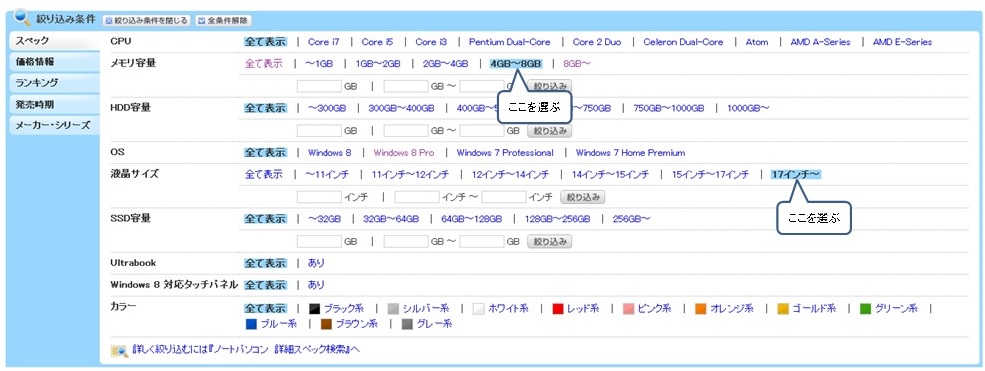 絞り込み条件 絞り込み条件を閉じる 全条件解除
スペック
価格情報
ランキング
発売時期
メーカー・シリーズ
CPU 全て表示 | Core i7 | Core i5 | Core i3 | Pentium Dual-Core | Core 2 Duo | Celeron Dual-Core | Atom | AMD A-Series | AMD E-Series
メモリ容量 全て表示 | ～1GB | 1GB～2GB | 2GB～4GB | 4GB～8GB | 8GB～
GB | GB～ 絞り込み
ここを選ぶ
HDD容量 全て表示 | ～300GB | 300GB～400GB | ～750GB | 750GB～1000GB | 1000GB～
GB | GB～ GB 絞り込み
OS 全て表示 | Windows 8 | Windows 8 Pro | Windows 7 Professional | Windows 7 Home Premium
液晶サイズ 全て表示 | ～11インチ | 11インチ～12インチ | 12インチ～14インチ | 14インチ～15インチ | 15インチ～17インチ | 17インチ～
インチ | インチ～ インチ 絞り込み
ここを選ぶ
SSD容量 全て表示 | ～32GB | 32GB～64GB | 64GB～128GB | 128GB～256GB | 256GB～
GB | GB～ GB 絞り込み
Ultrabook 全て表示 | あり
Windows 8 対応タッチパネル 全て表示 | あり
カラー 全て表示 | ブラック系 | シルバー系 | ホワイト系 | レッド系 | ピンク系 | オレンジ系 | ゴールド系 | グリーン系 |
ブルー系 | ブラウン系 | グレー系
詳しく絞り込むには『ノートパソコン 詳細スペック検索』へ